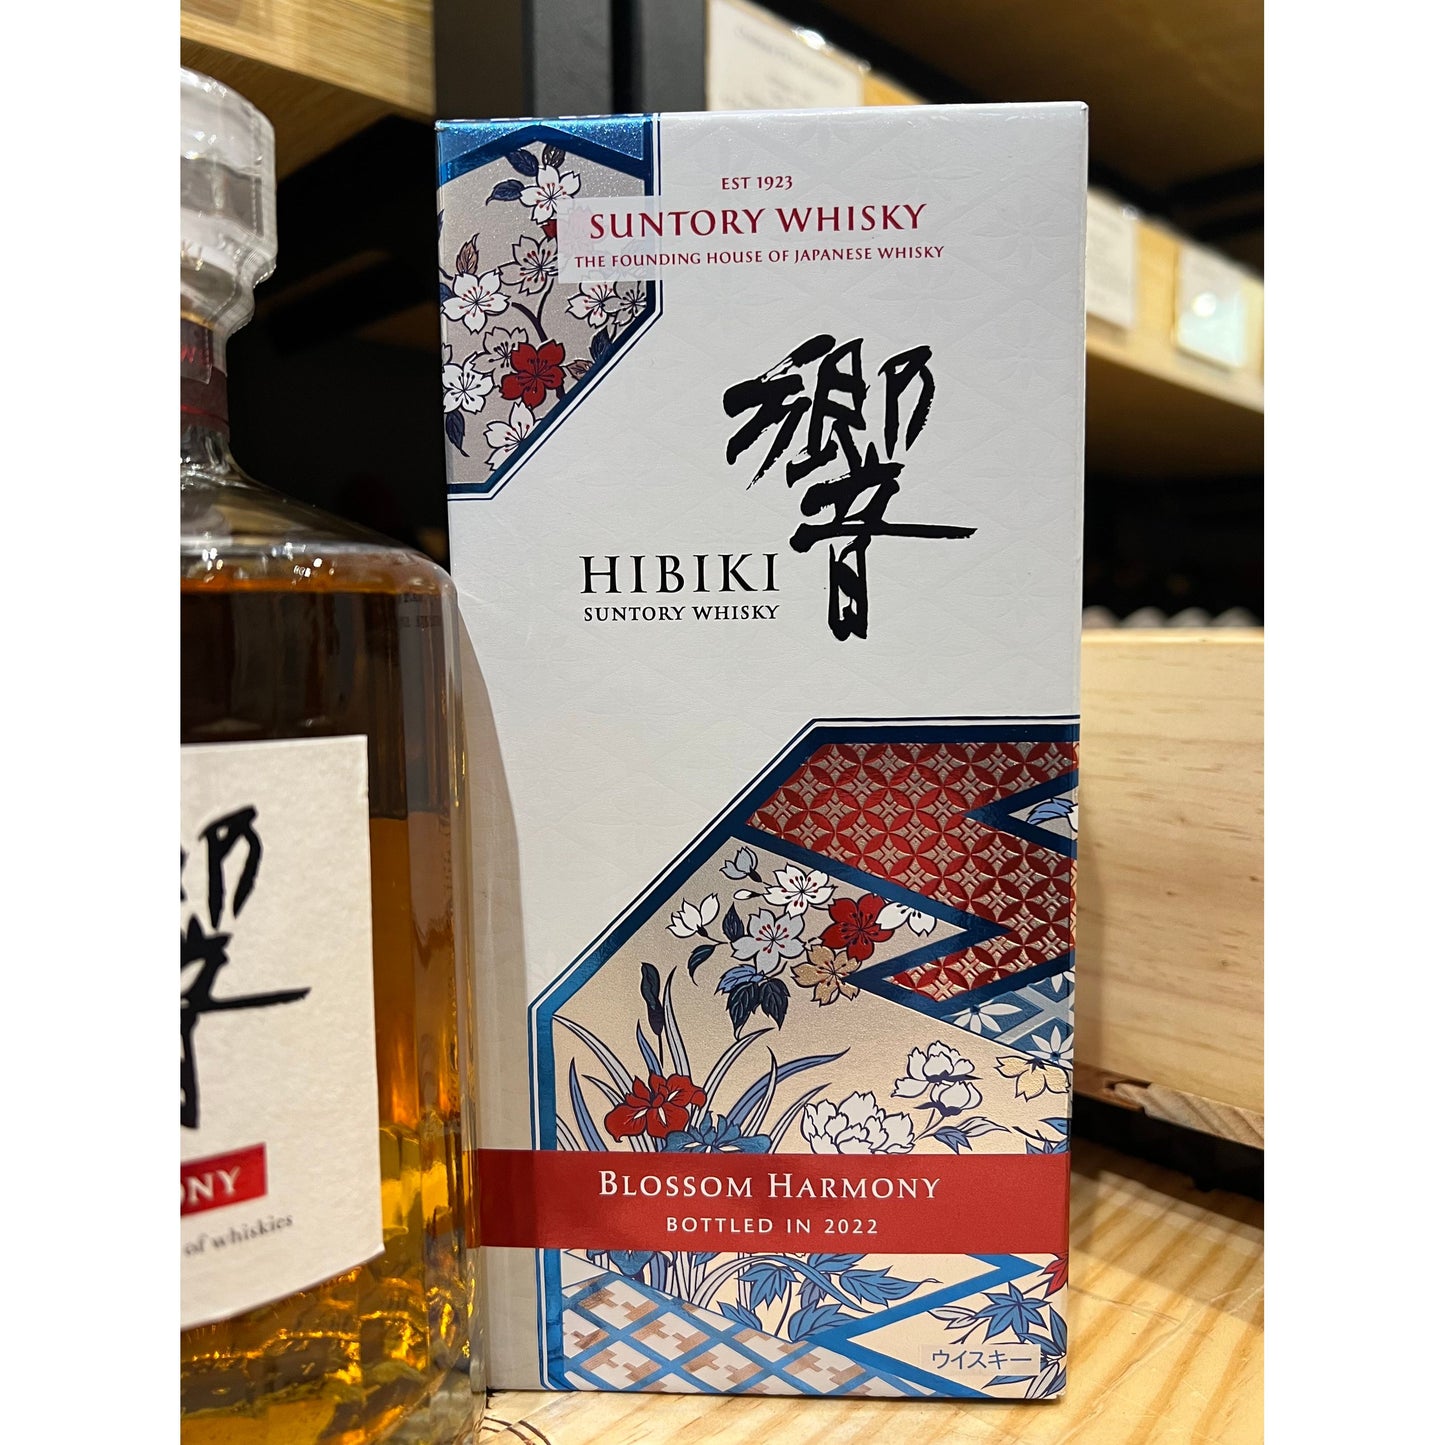 EST 1923
SUNTORY WHISKY
THE FOUNDING HOUSE OF JAPANESE WHISKY
響
HIBIKI
SUNTORY WHISKY
BLOSSOM HARMONY
BOTTLED IN 2022
ウイスキー
ONY
of whiskies